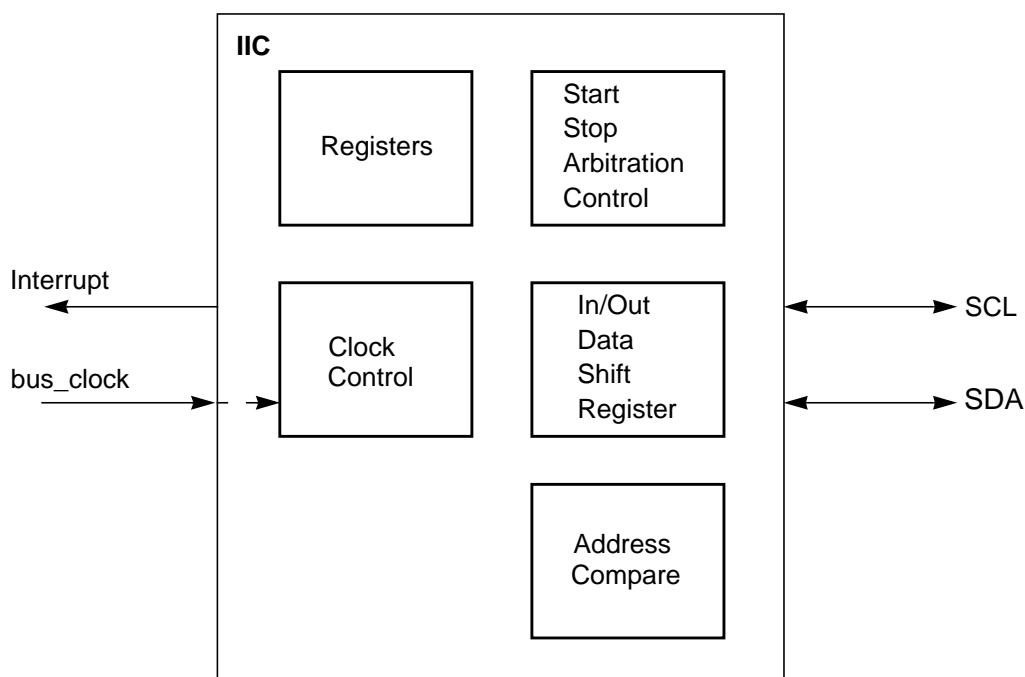 IIC
Registers
Start
Stop
Arbitration
Control
Interrupt
bus_clock
Clock
Control
In/Out
Data
Shift
Register
SCL
SDA
Address
Compare